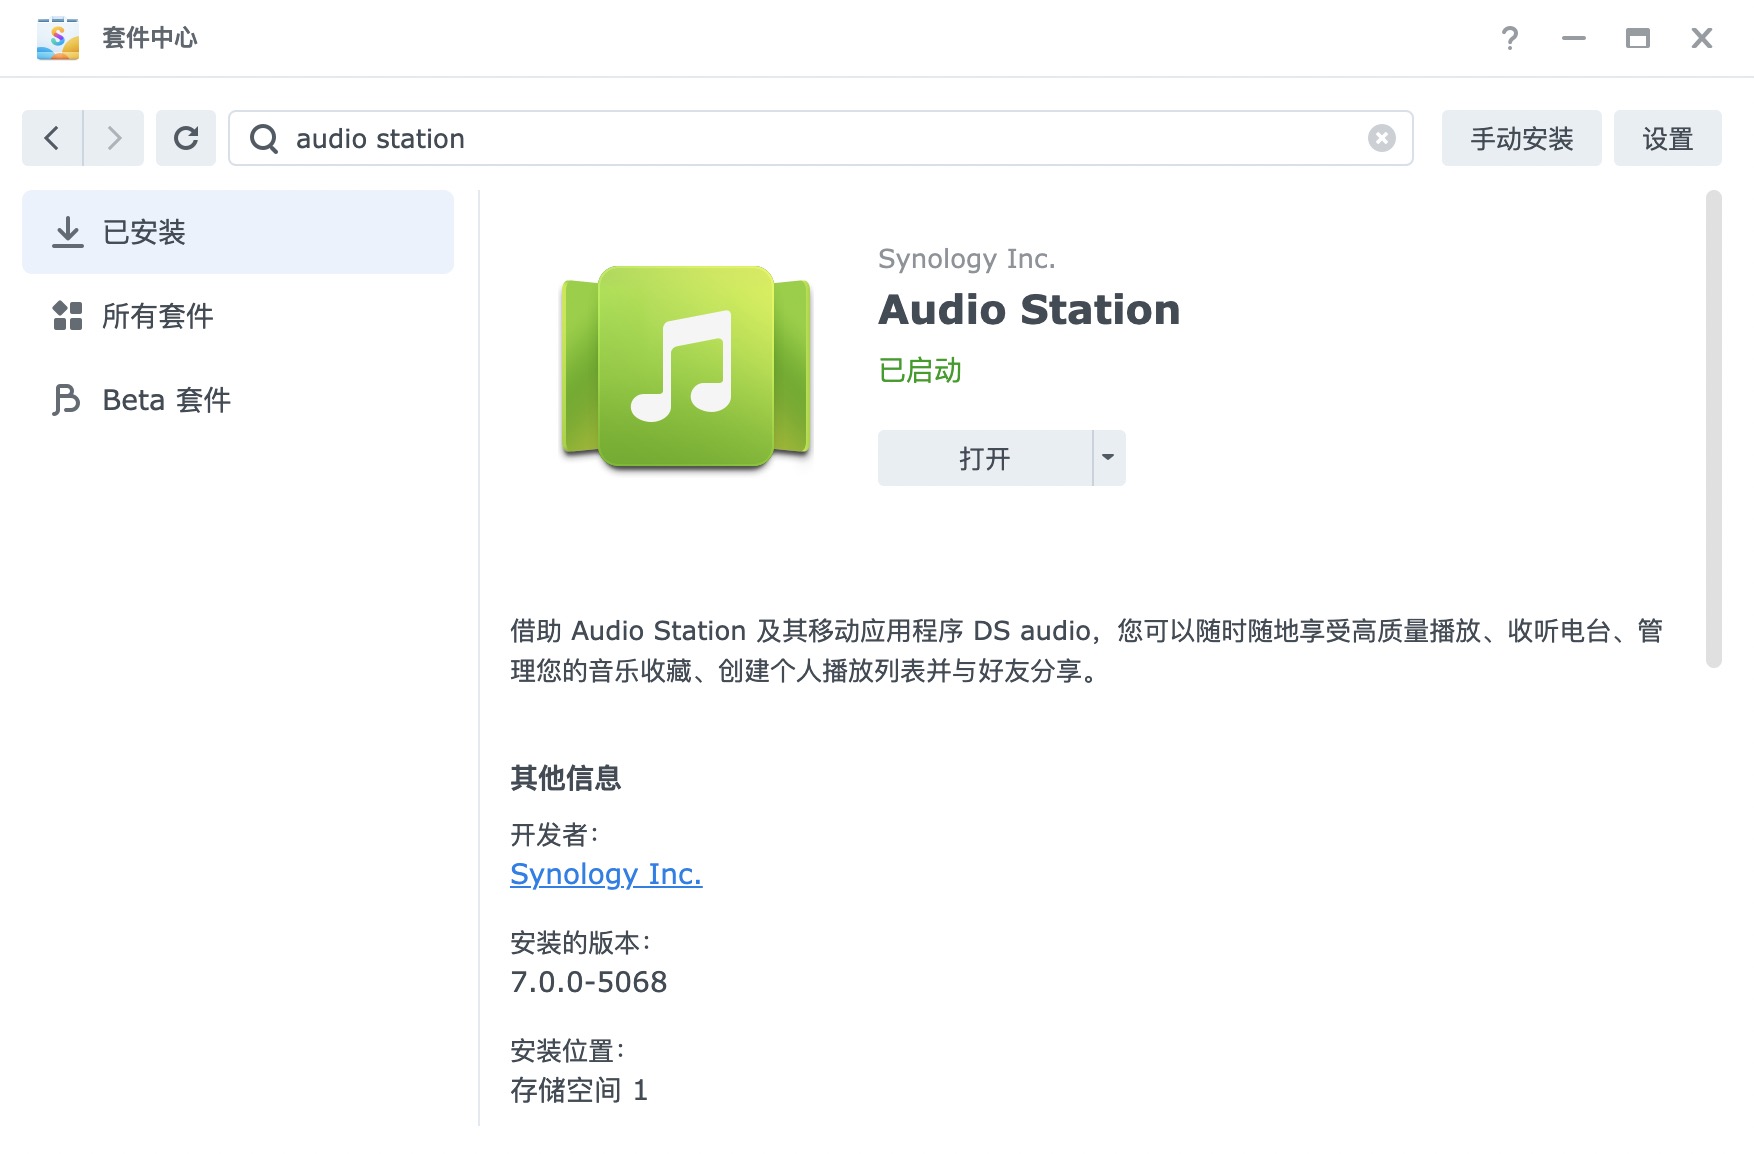 套件中心
audio station
手动安装
设置
已安装
所有套件
Beta 套件
Synology Inc.
Audio Station
已启动
打开
借助 Audio Station 及其移动应用程序 DS audio，您可以随时随地享受高质量播放、收听电台、管
理您的音乐收藏、创建个人播放列表并与好友分享。
其他信息
开发者：
Synology Inc.
安装的版本：
7.0.0-5068
安装位置：
存储空间 1